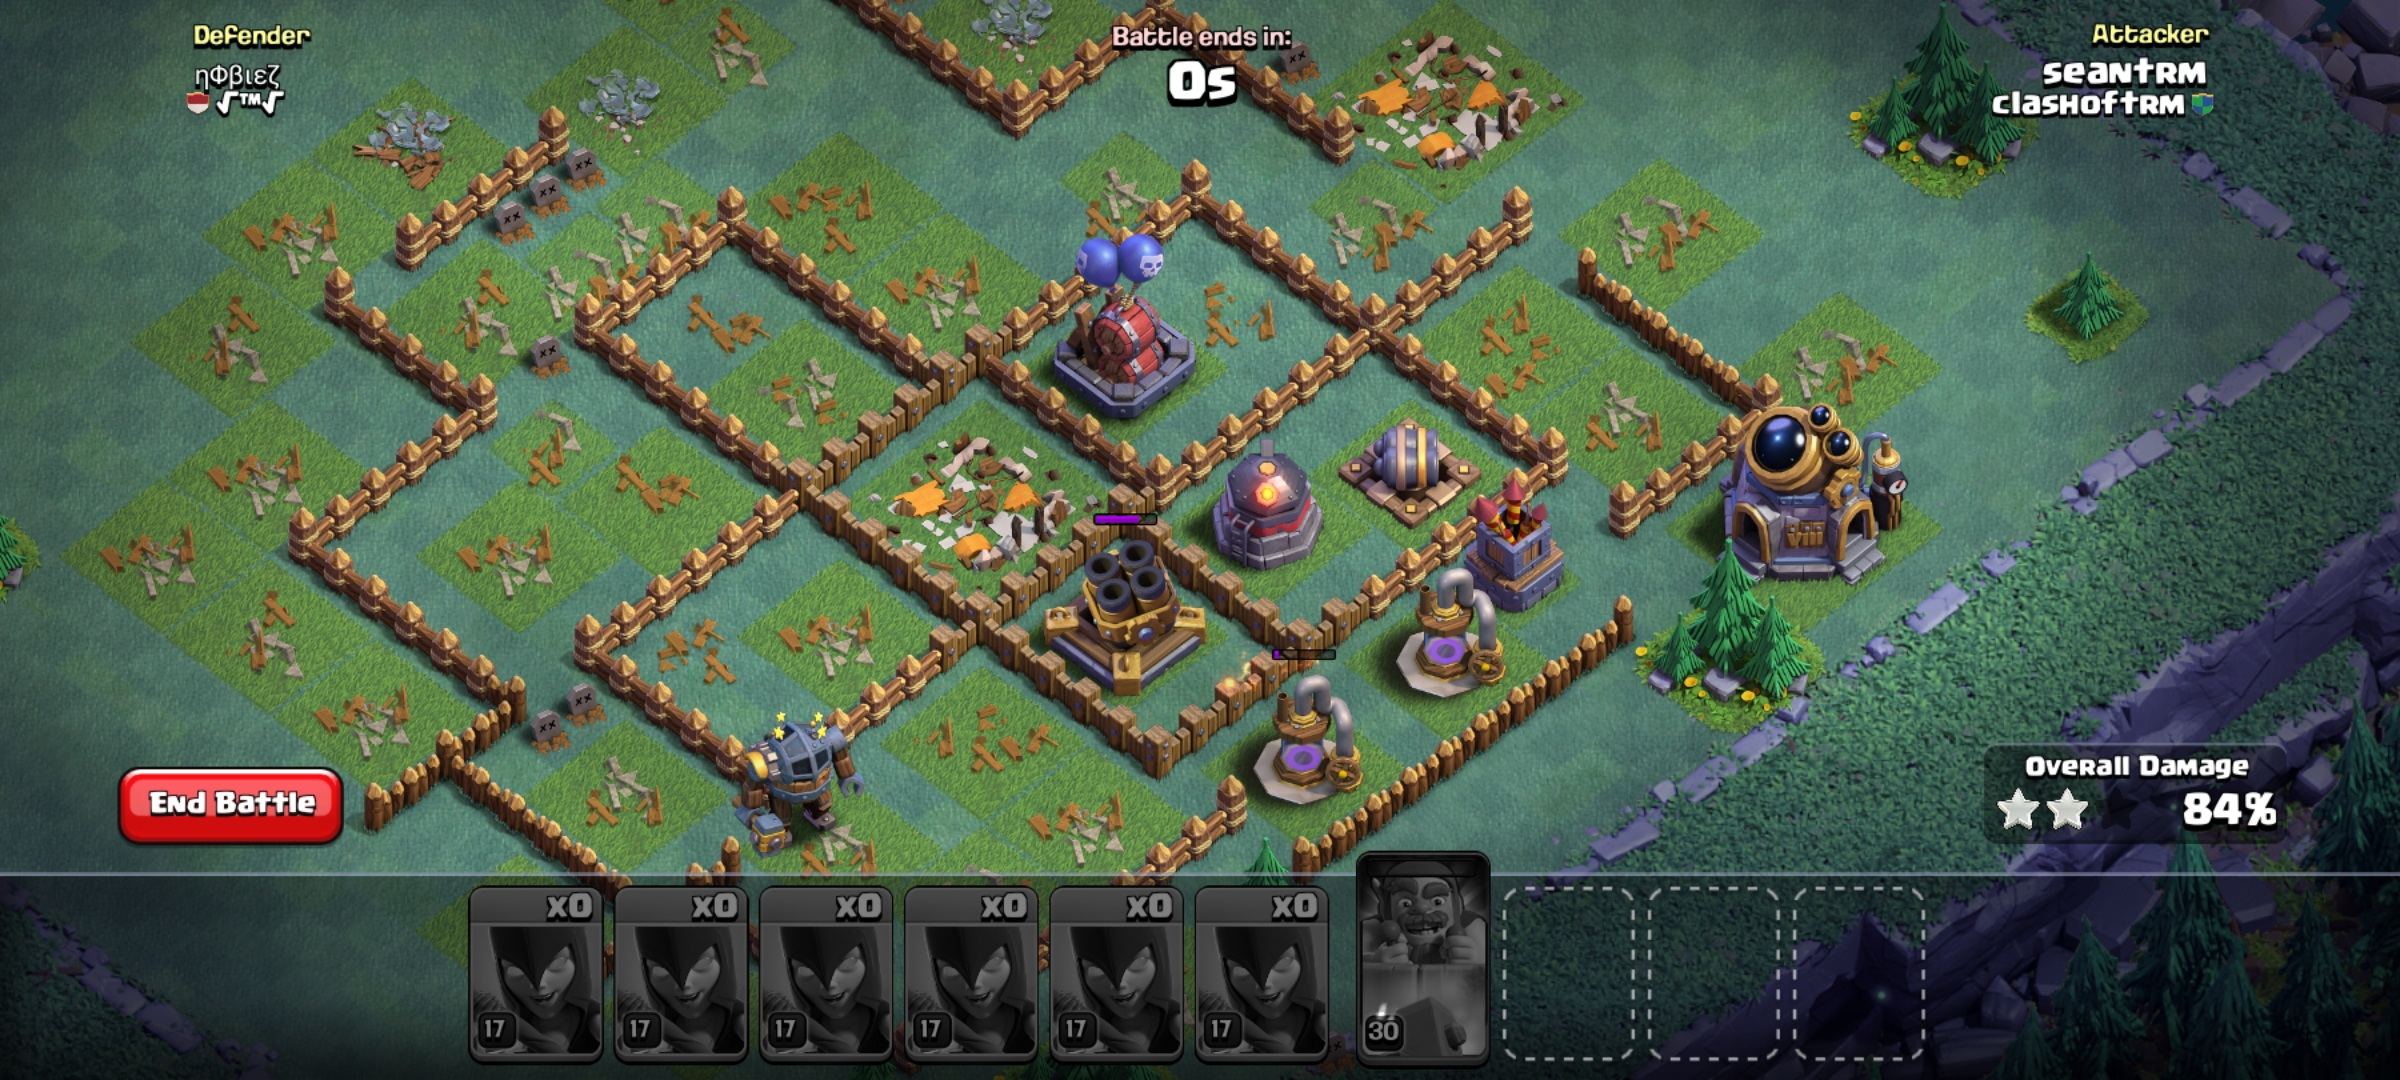 Defender
ηΦβιεζ
√™√
Battle ends in:
0s
Attacker
seantRM
clashoftRM
VIII
End Battle
Overall Damage
84%
x0
x0
x0
x0
x0
x0
17
17
17
17
17
17
30